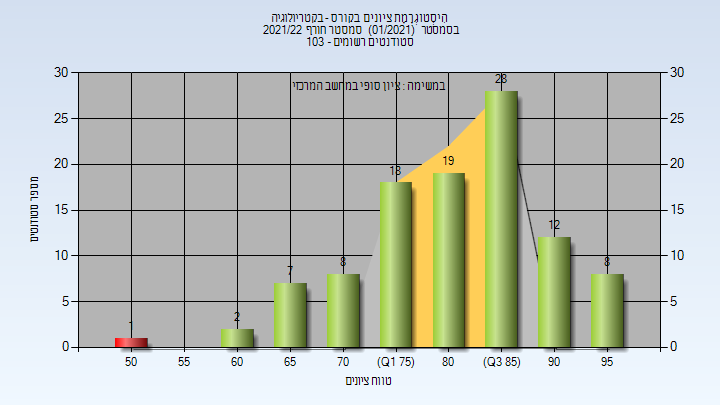 היסטוגרמת ציונים בקורס - בקטריולוגיה
בסמסטר (01/2021) סמסטר חורף 2021/22
סטודנטים רשומים - 103
במשימה : ציון סופי במחשב המרכזי
מספר סטודנטים
30 25 20 15 10 5 0
30 25 20 15 10 5 0
1 2 7 8 18 19 28 12 8
50 55 60 65 70 (Q1 75) 80 (Q3 85) 90 95
טווח ציונים